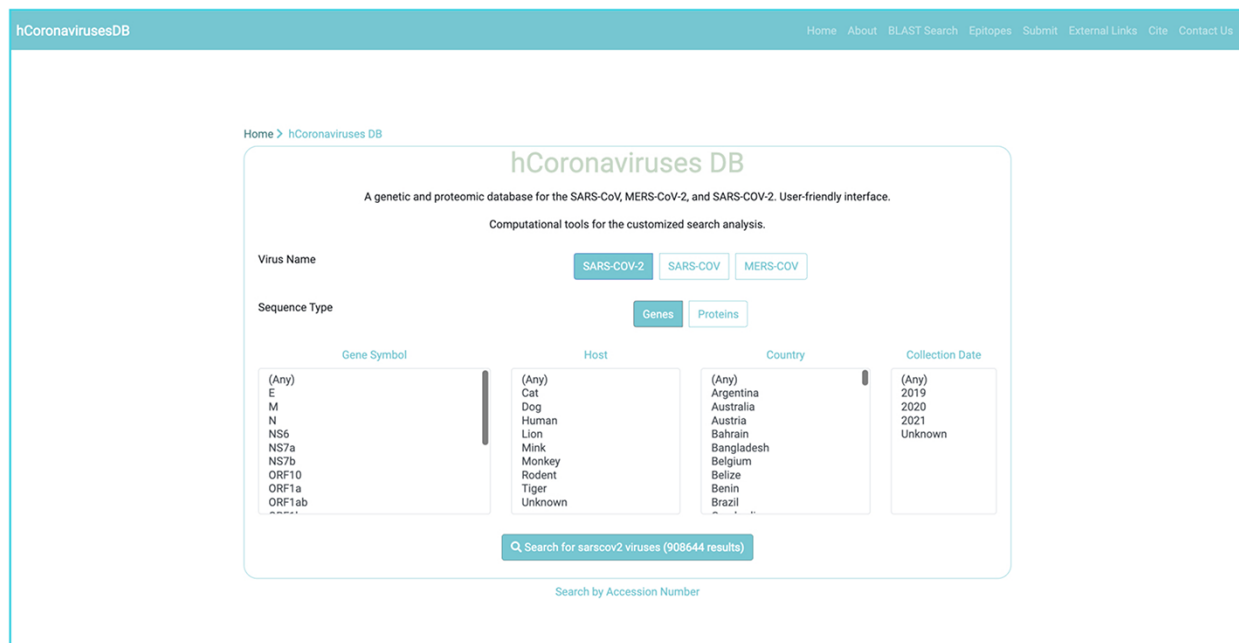 hCoronavirusesDB
Home About BLAST Search Epitopes Submit External Links Cite Contact Us
Home > hCoronaviruses DB
hCoronaviruses DB
A genetic and proteomic database for the SARS-CoV, MERS-CoV-2, and SARS-COV-2. User-friendly interface.
Computational tools for the customized search analysis.
Virus Name
SARS-COV-2 SARS-COV MERS-COV
Sequence Type
Genes Proteins
Gene Symbol
(Any)
E
M
N
NS6
NS7a
NS7b
ORF10
ORF1a
ORF1ab
Host
(Any)
Cat
Dog
Human
Lion
Mink
Monkey
Rodent
Tiger
Unknown
Country
(Any)
Argentina
Australia
Austria
Bahrain
Bangladesh
Belgium
Belize
Benin
Brazil
Collection Date
(Any)
2019
2020
2021
Unknown
Search for sarscov2 viruses (908644 results)
Search by Accession Number